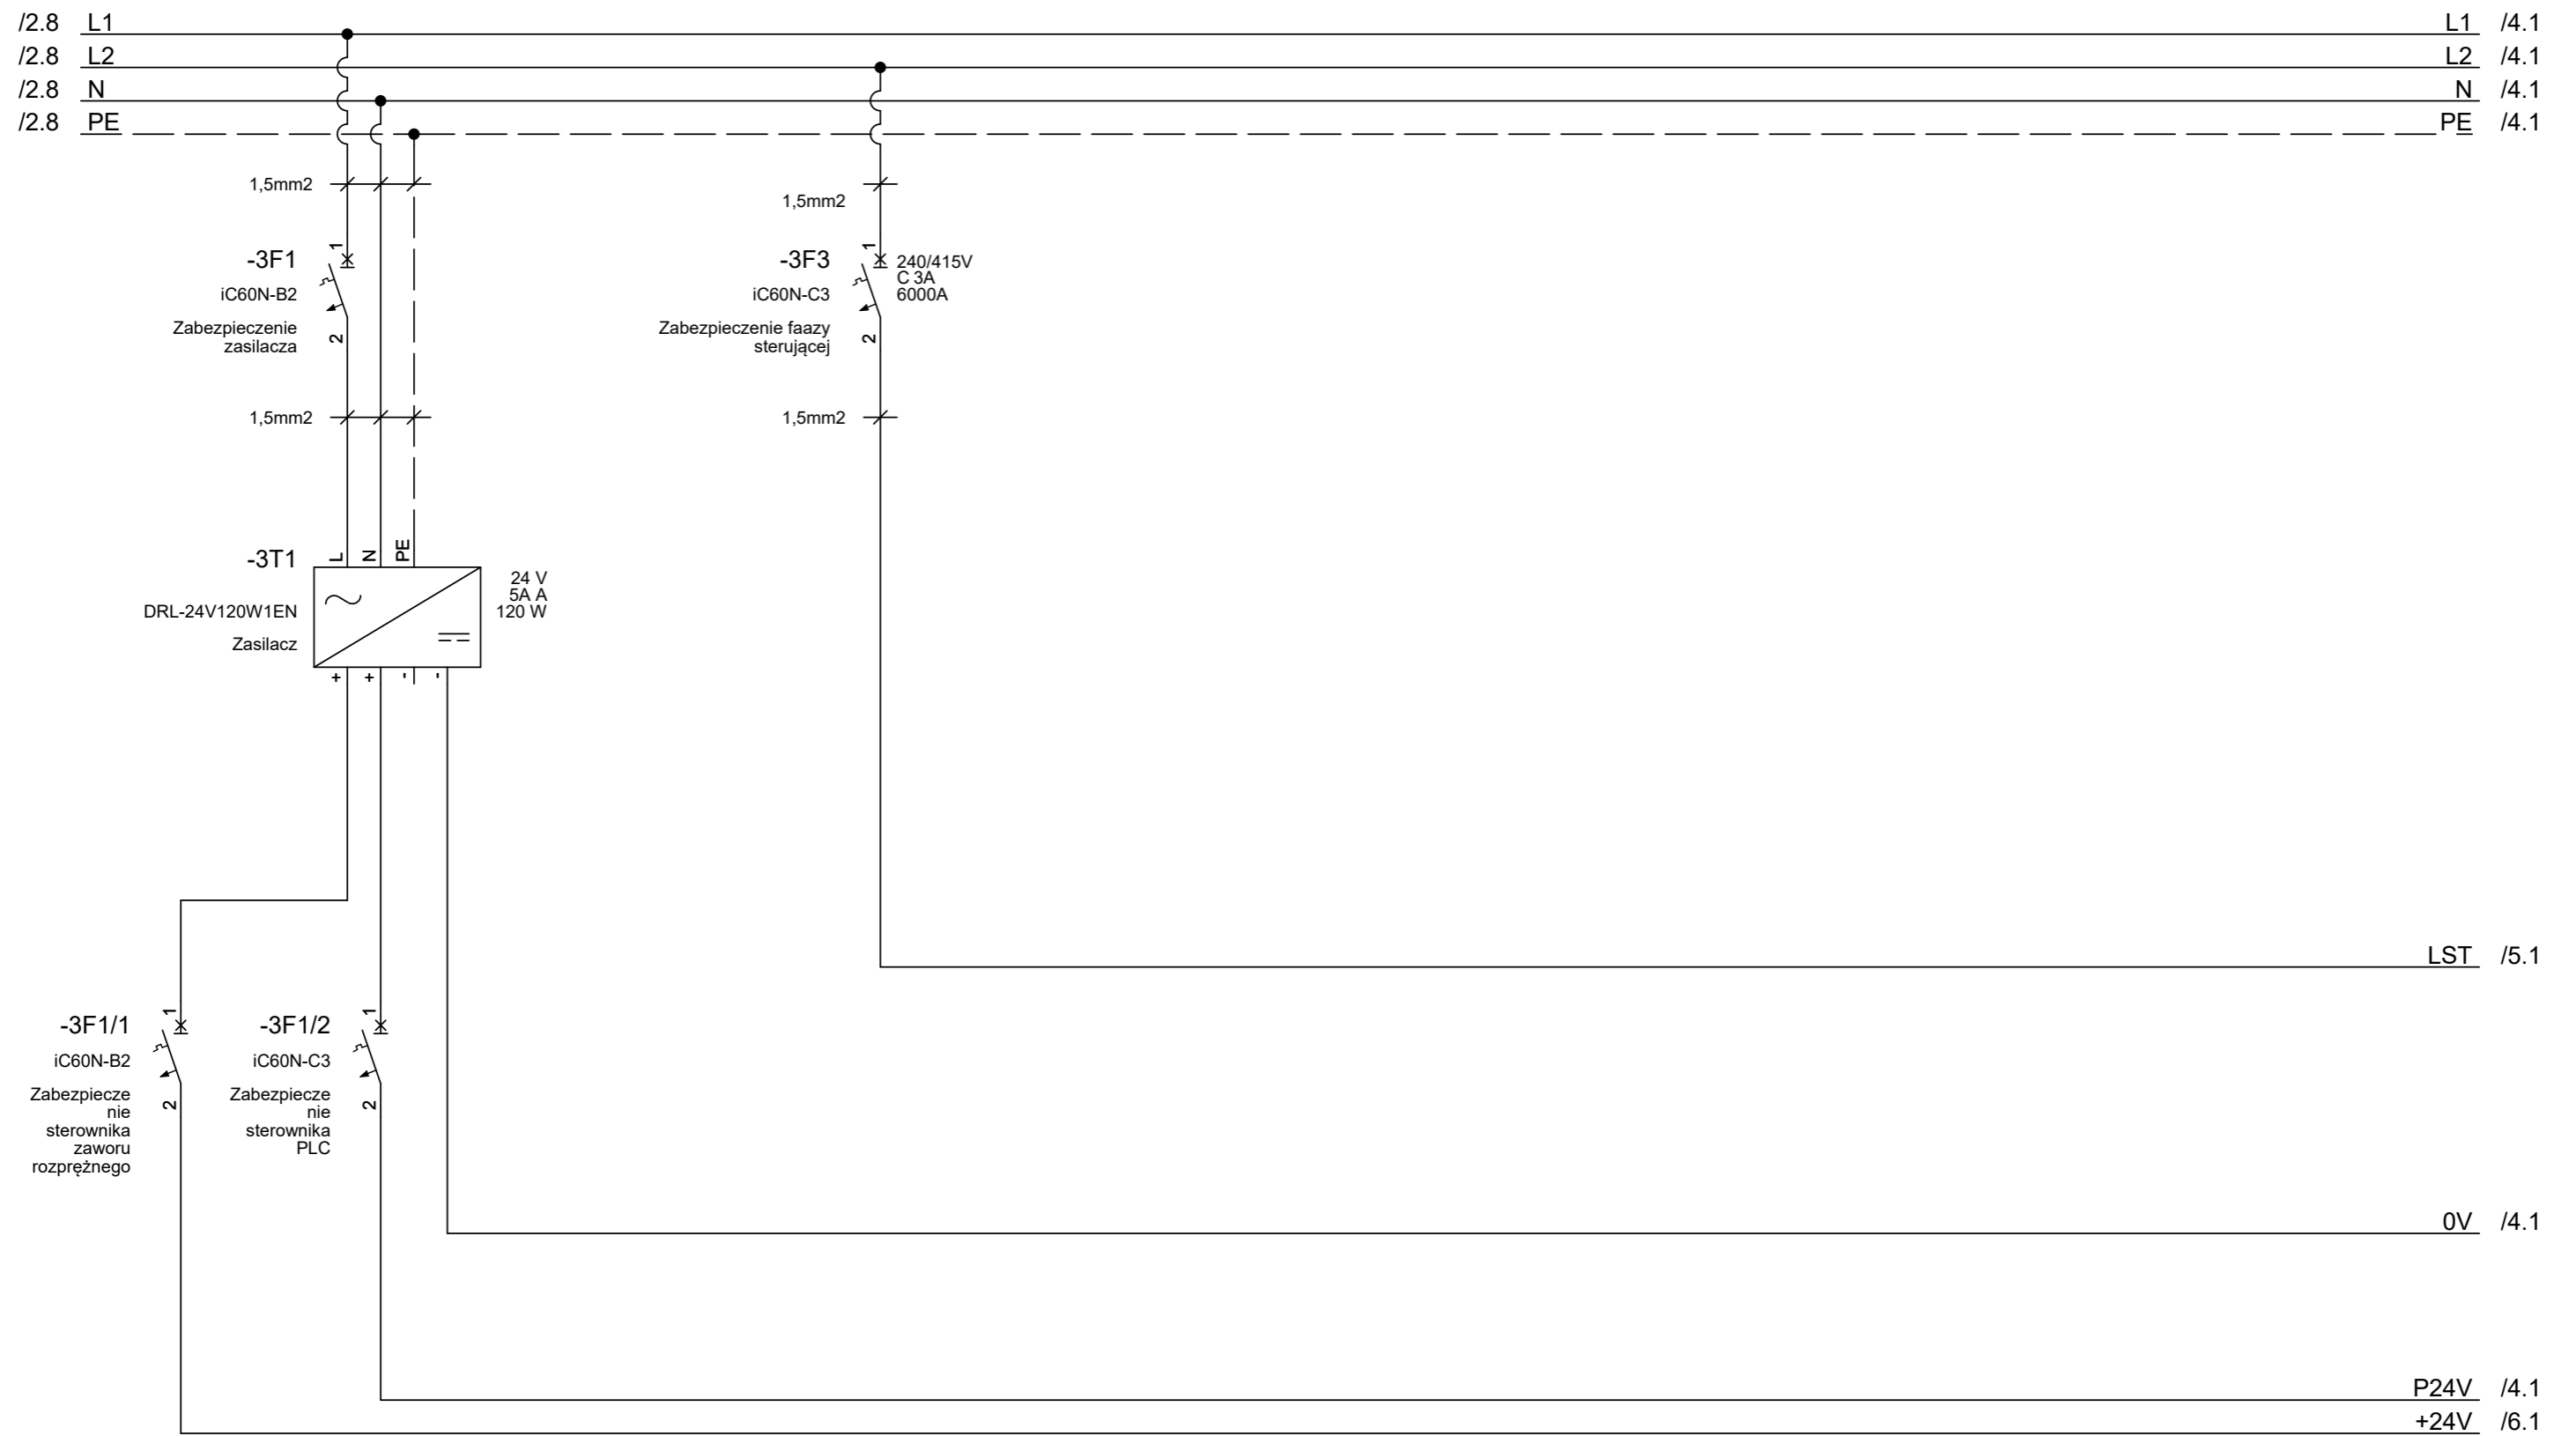 /2.8 L1 L1 /4.1
/2.8 L2 L2 /4.1
/2.8 N N /4.1
/2.8 PE PE /4.1
1,5mm2
1,5mm2
-3F1
1
iC60N-B2
Zabezpieczenie
zasilacza
2
-3F3
1
240/415V
C 3A
6000A
iC60N-C3
Zabezpieczenie faazy
sterującej
2
1,5mm2
1,5mm2
-3T1
L N PE
DRL-24V120W1EN
Zasilacz
24 V
5A A
120 W
+ + - -
LST /5.1
-3F1/1
1
iC60N-B2
Zabezpiecze
nie
sterownika
zaworu
rozprężnego
2
-3F1/2
1
iC60N-C3
Zabezpiecze
nie
sterownika
PLC
2
0V /4.1
P24V /4.1
+24V /6.1